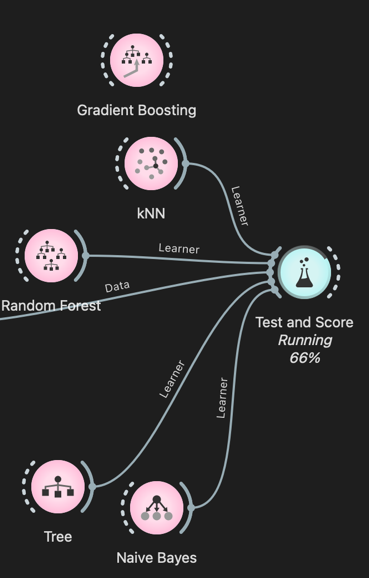 Gradient Boosting
kNN
Learner
Learner
Random Forest
Data
Test and Score
Running
66%
Learner
Learner
Tree
Naive Bayes